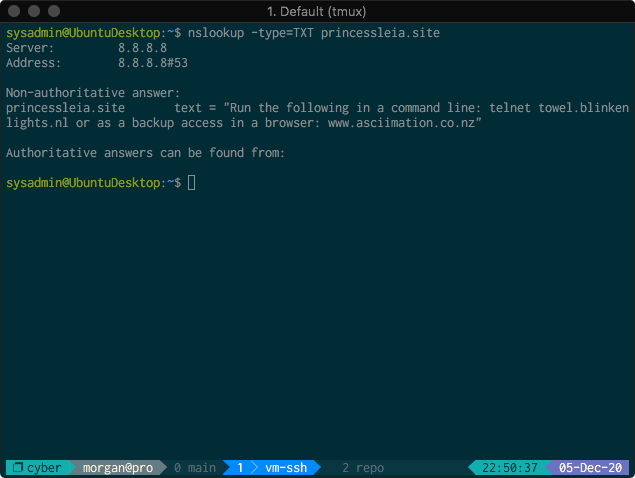 1. Default (tmux)
sysadmin@UbuntuDesktop:~$ nslookup -type=TXT princessleia.site
Server: 8.8.8.8
Address: 8.8.8.8#53
Non-authoritative answer:
princessleia.site text = "Run the following in a command line: telnet towel.blinken
lights.nl or as a backup access in a browser: www.asciimation.co.nz"
Authoritative answers can be found from:
sysadmin@UbuntuDesktop:~$
cyber morgan@pro 0 main 1 vm-ssh 2 repo 22:50:37 05-Dec-20